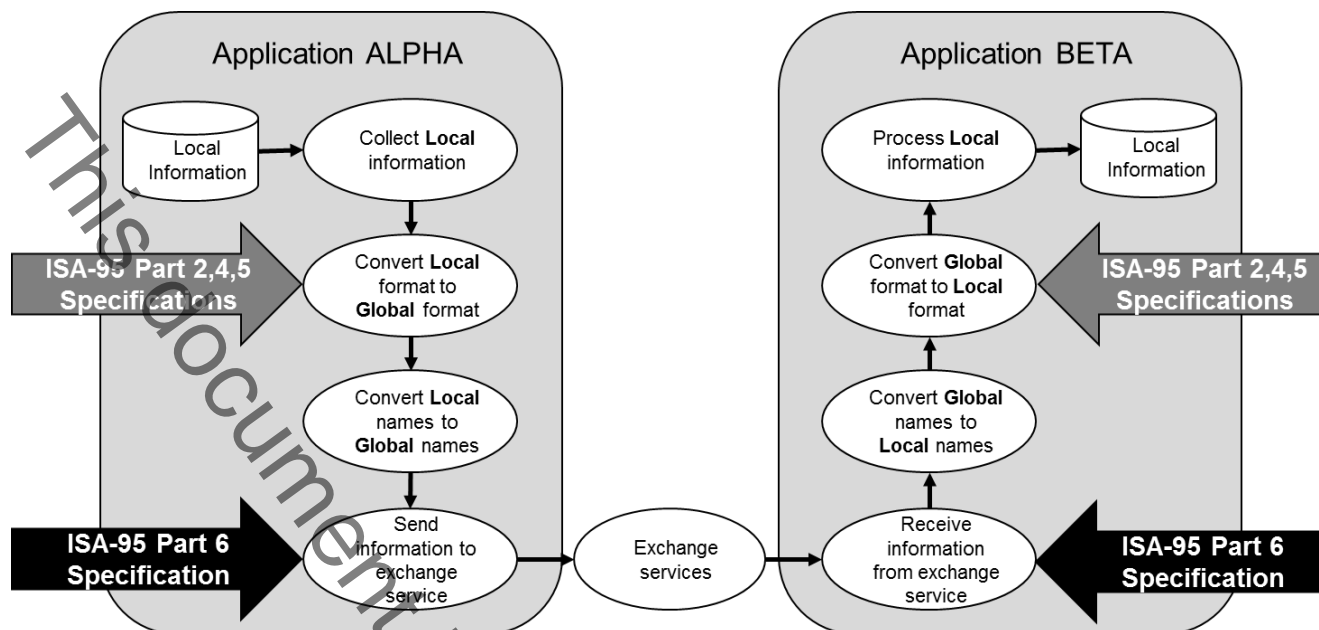 Application ALPHA
Local
Information
Collect Local
information
ISA-95 Part 2,4,5
Specifications
Convert Local
format to
Global format
Convert Local
names to
Global names
ISA-95 Part 6
Specification
Send
information to
exchange
service
Exchange
services
Application BETA
Process Local
information
Local
Information
Convert Global
format to Local
format
ISA-95 Part 2,4,5
Specifications
Convert Global
names to
Local names
Receive
information
from exchange
service
ISA-95 Part 6
Specification
This document